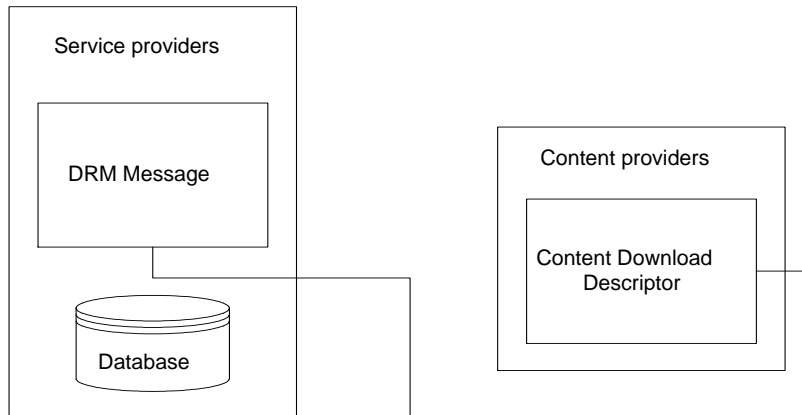 Service providers
DRM Message
Database
Content providers
Content Download
Descriptor